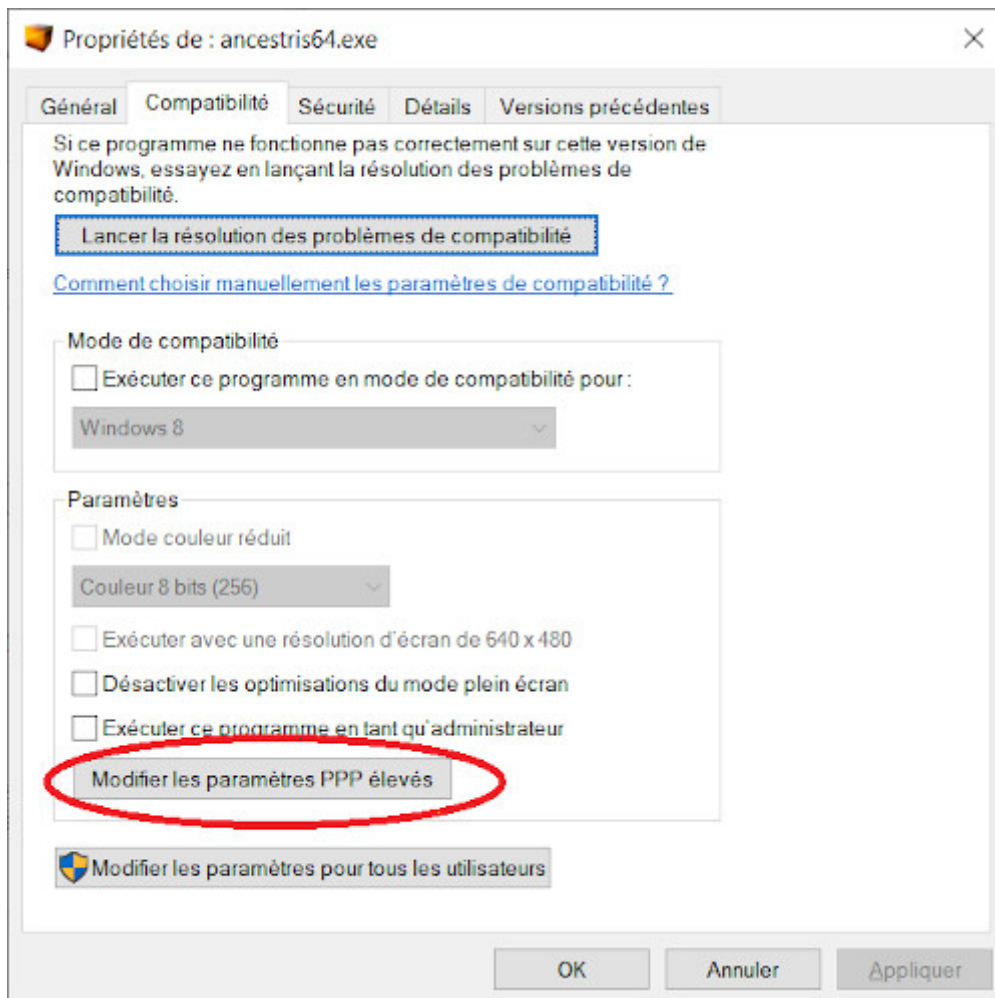 Propriétés de : ancestris64.exe
Général Compatibilité Sécurité Détails Versions précédentes
Si ce programme ne fonctionne pas correctement sur cette version de
Windows, essayez en lançant la résolution des problèmes de
compatibilité.
Lancer la résolution des problèmes de compatibilité
Comment choisir manuellement les paramètres de compatibilité ?
Mode de compatibilité
Exécuter ce programme en mode de compatibilité pour :
Windows 8
Paramètres
Mode couleur réduit
Couleur 8 bits (256)
Exécuter avec une résolution d'écran de 640 x 480
Désactiver les optimisations du mode plein écran
Exécuter ce programme en tant qu'administrateur
Modifier les paramètres PPP élevés
Modifier les paramètres pour tous les utilisateurs
OK Annuler Appliquer